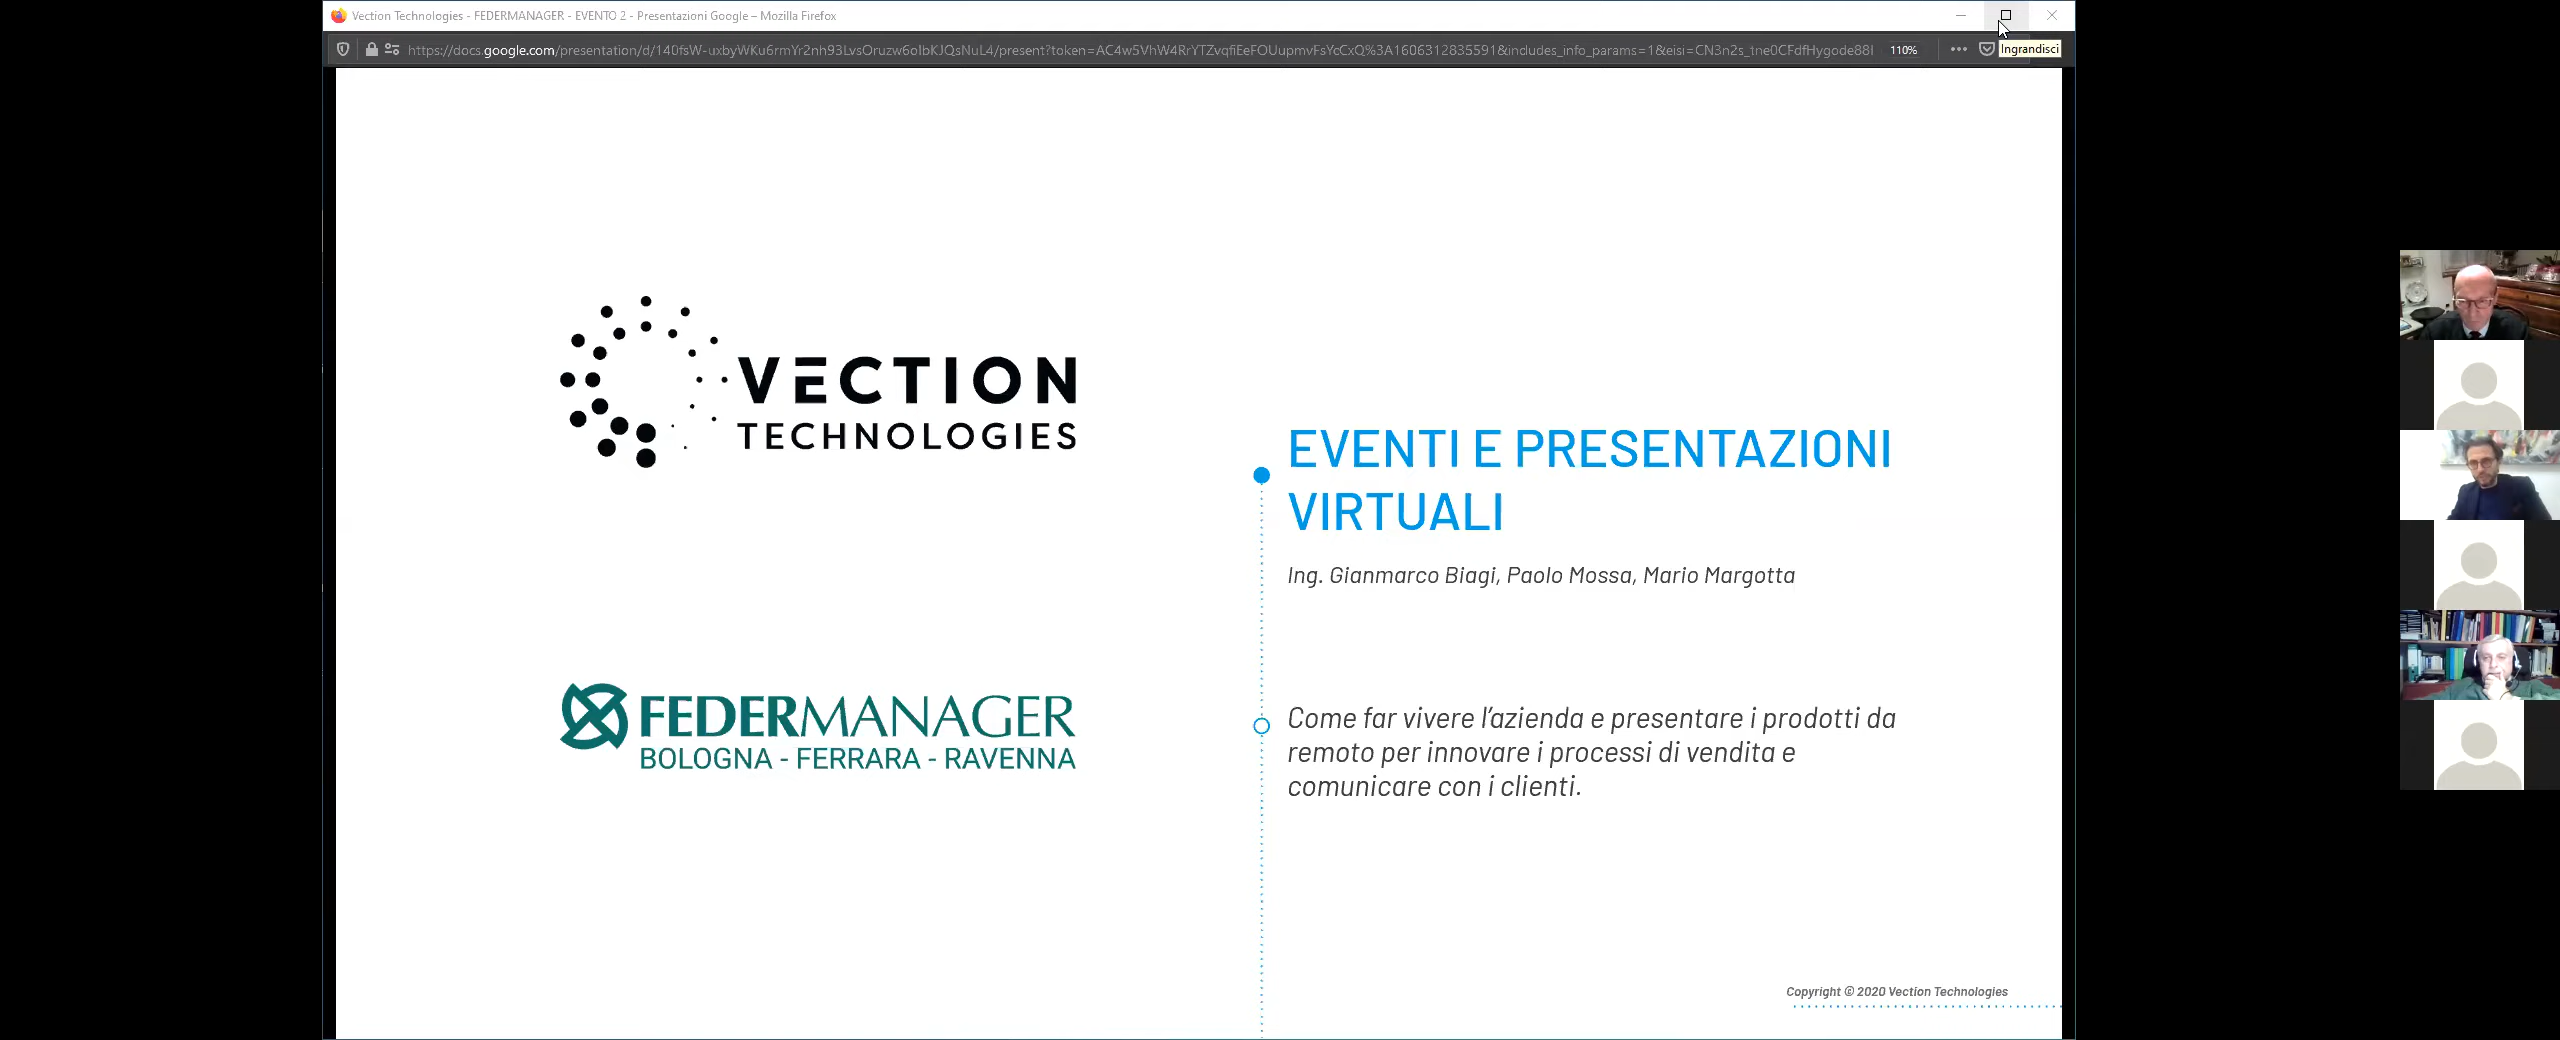 Vection Technologies - FEDERMANAGER - EVENTO 2 - Presentazioni Google – Mozilla Firefox
110%
Ingrandisci
VECTION
TECHNOLOGIES
EVENTI E PRESENTAZIONI
VIRTUALI
Ing. Gianmarco Biagi, Paolo Mossa, Mario Margotta
FEDERMANAGER
BOLOGNA - FERRARA - RAVENNA
Come far vivere l’azienda e presentare i prodotti da
remoto per innovare i processi di vendita e
comunicare con i clienti.
Copyright © 2020 Vection Technologies